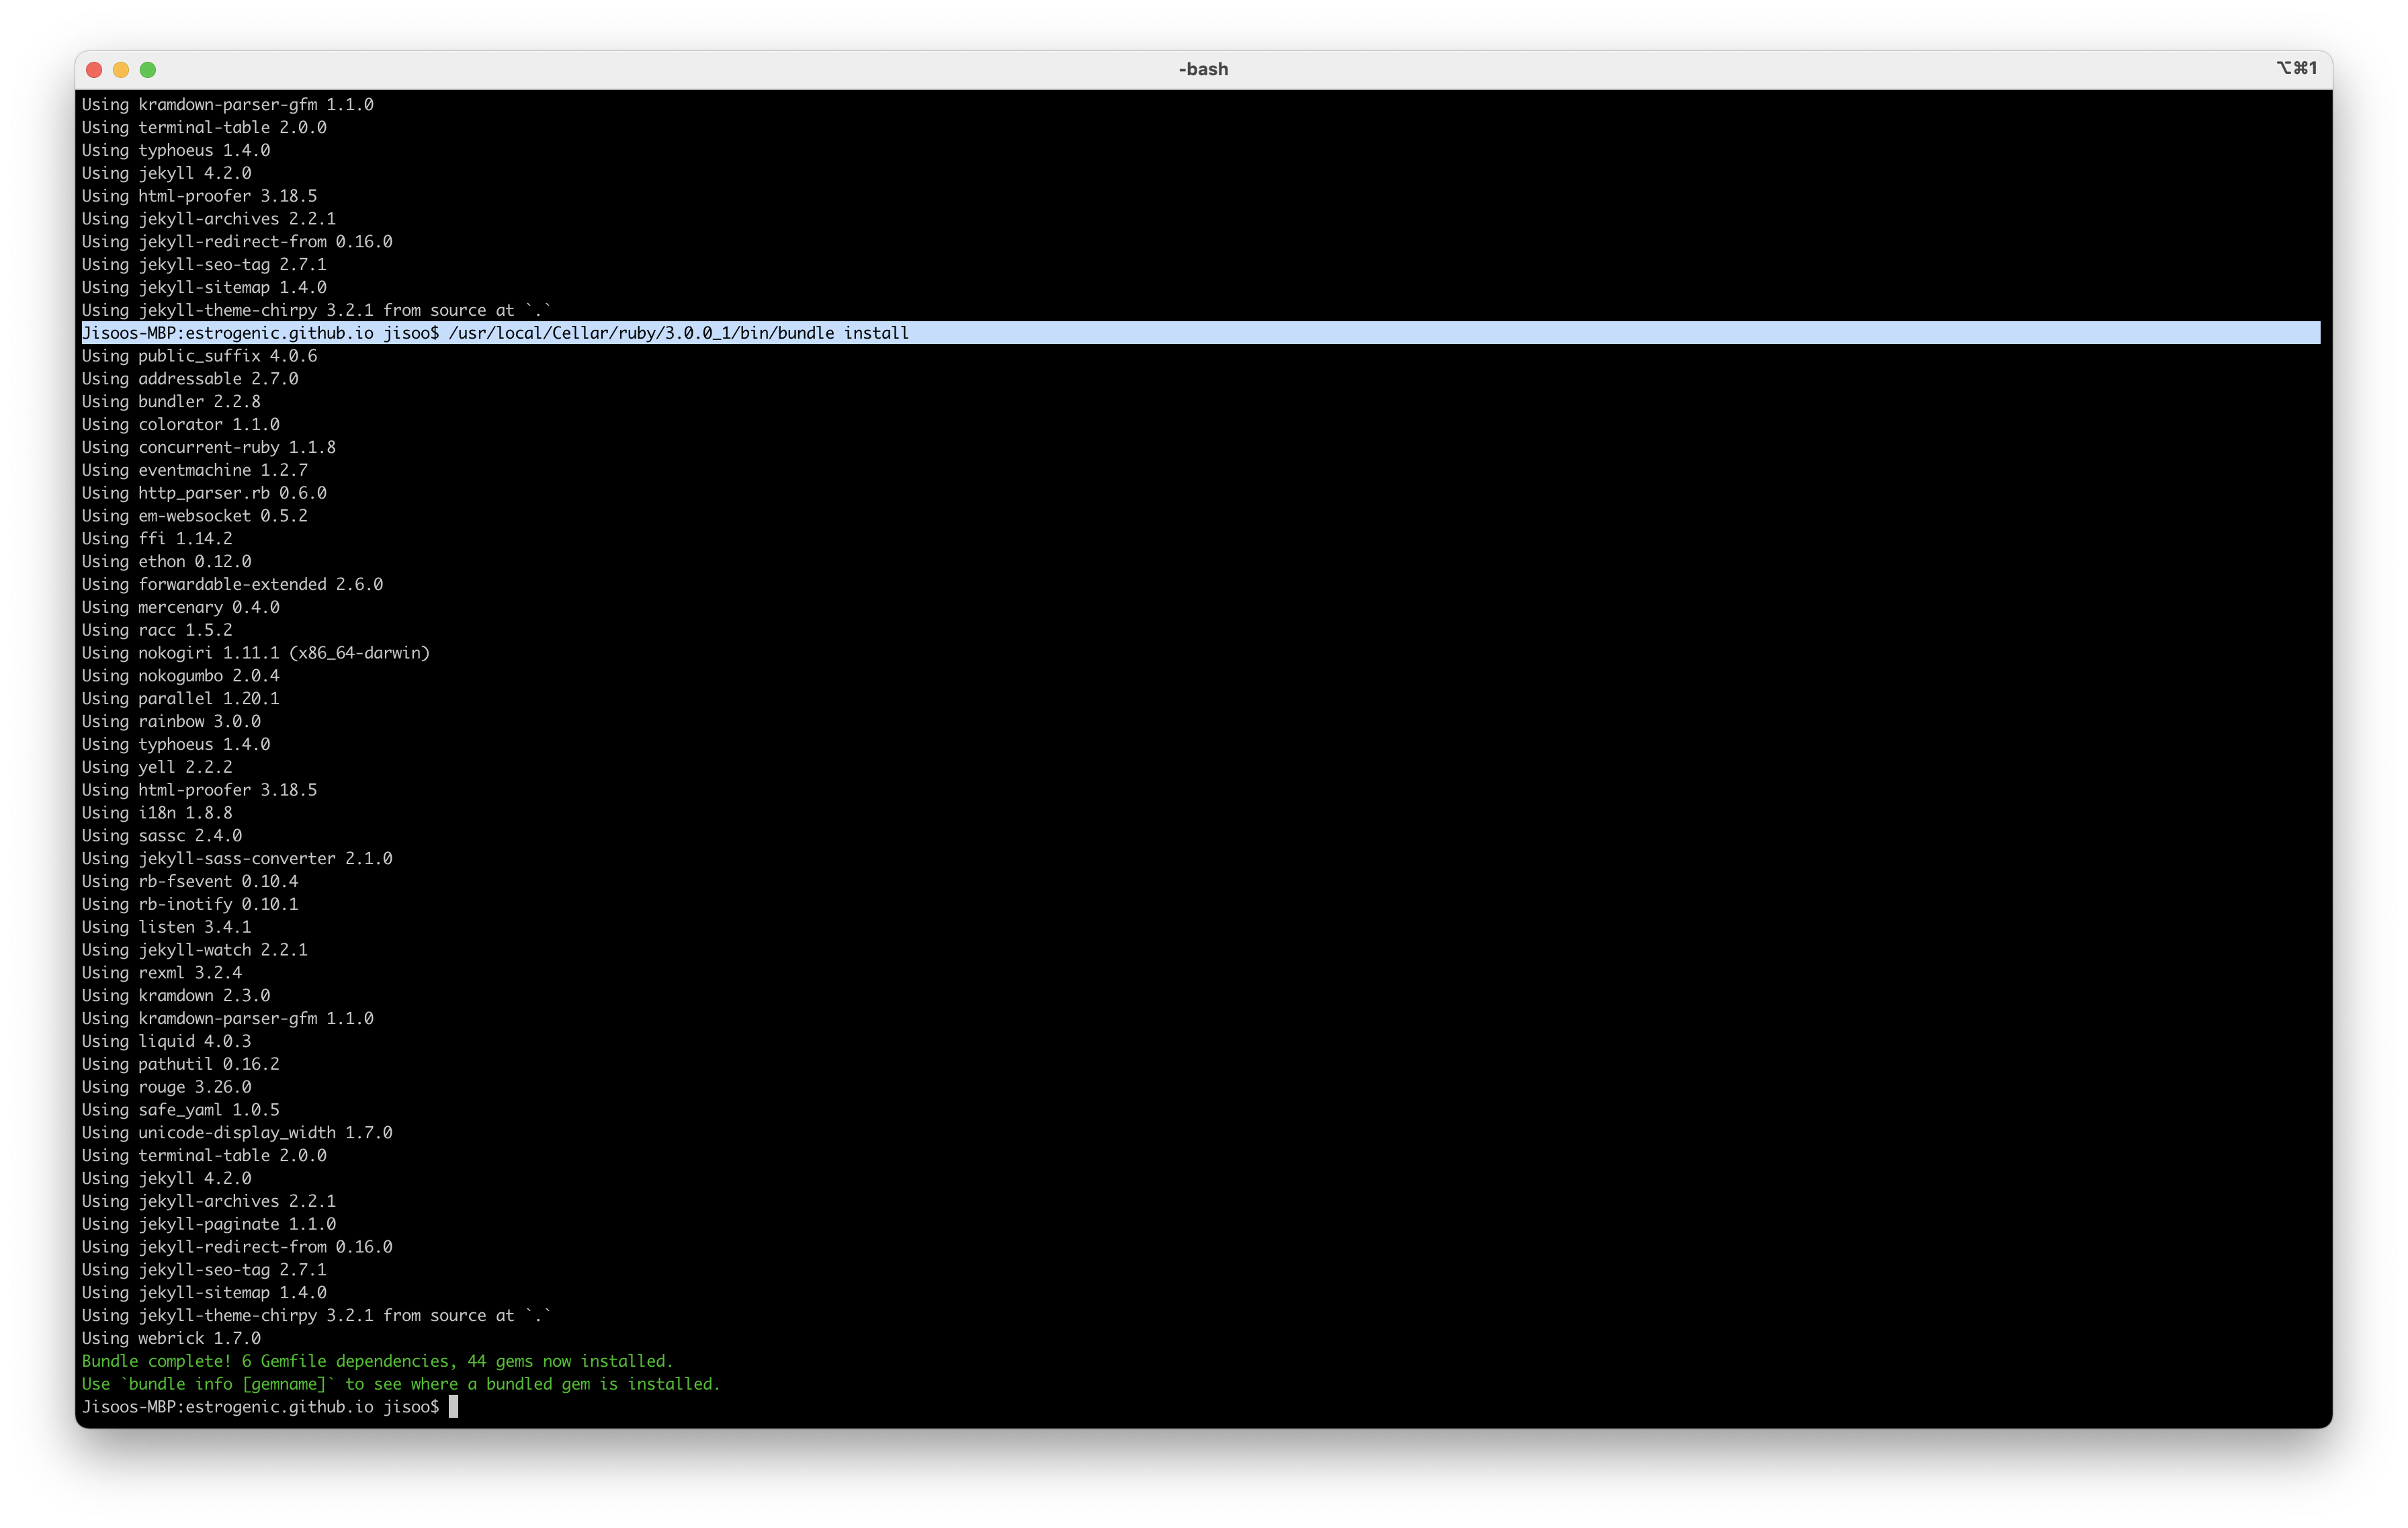 -bash
⌥⌘1
Using kramdown-parser-gfm 1.1.0
Using terminal-table 2.0.0
Using typhoeus 1.4.0
Using jekyll 4.2.0
Using html-proofer 3.18.5
Using jekyll-archives 2.2.1
Using jekyll-redirect-from 0.16.0
Using jekyll-seo-tag 2.7.1
Using jekyll-sitemap 1.4.0
Using jekyll-theme-chirpy 3.2.1 from source at `.`
Jisoos-MBP:estrogenic.github.io jisoo$ /usr/local/Cellar/ruby/3.0.0_1/bin/bundle install
Using public_suffix 4.0.6
Using addressable 2.7.0
Using bundler 2.2.8
Using colorator 1.1.0
Using concurrent-ruby 1.1.8
Using eventmachine 1.2.7
Using http_parser.rb 0.6.0
Using em-websocket 0.5.2
Using ffi 1.14.2
Using ethon 0.12.0
Using forwardable-extended 2.6.0
Using mercenary 0.4.0
Using racc 1.5.2
Using nokogiri 1.11.1 (x86_64-darwin)
Using nokogumbo 2.0.4
Using parallel 1.20.1
Using rainbow 3.0.0
Using typhoeus 1.4.0
Using yell 2.2.2
Using html-proofer 3.18.5
Using i18n 1.8.8
Using sassc 2.4.0
Using jekyll-sass-converter 2.1.0
Using rb-fsevent 0.10.4
Using rb-inotify 0.10.1
Using listen 3.4.1
Using jekyll-watch 2.2.1
Using rexml 3.2.4
Using kramdown 2.3.0
Using kramdown-parser-gfm 1.1.0
Using liquid 4.0.3
Using pathutil 0.16.2
Using rouge 3.26.0
Using safe_yaml 1.0.5
Using unicode-display_width 1.7.0
Using terminal-table 2.0.0
Using jekyll 4.2.0
Using jekyll-archives 2.2.1
Using jekyll-paginate 1.1.0
Using jekyll-redirect-from 0.16.0
Using jekyll-seo-tag 2.7.1
Using jekyll-sitemap 1.4.0
Using jekyll-theme-chirpy 3.2.1 from source at `.`
Using webrick 1.7.0
Bundle complete! 6 Gemfile dependencies, 44 gems now installed.
Use `bundle info [gemname]` to see where a bundled gem is installed.
Jisoos-MBP:estrogenic.github.io jisoo$